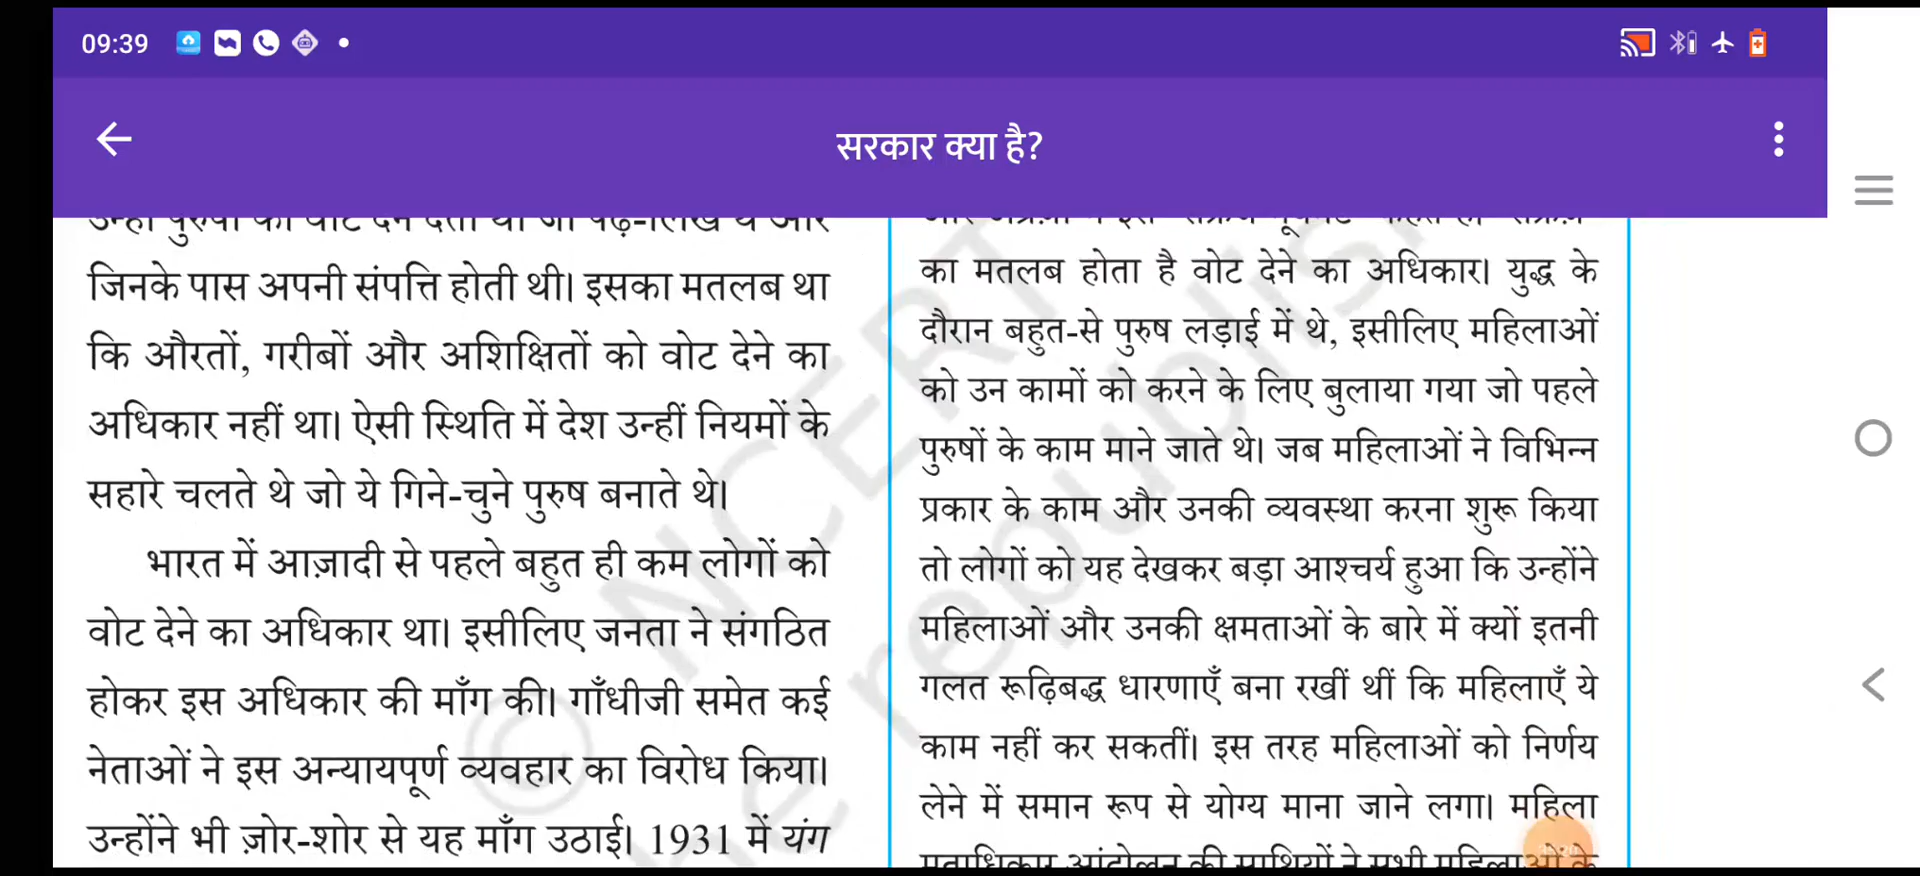 09:39
सरकार क्या है?
जिनके पास अपनी संपत्ति होती थी। इसका मतलब था
कि औरतों, गरीबों और अशिक्षितों को वोट देने का
अधिकार नहीं था। ऐसी स्थिति में देश उन्हीं नियमों के
सहारे चलते थे जो ये गिने-चुने पुरुष बनाते थे।
भारत में आज़ादी से पहले बहुत ही कम लोगों को
वोट देने का अधिकार था। इसीलिए जनता ने संगठित
होकर इस अधिकार की माँग की। गाँधीजी समेत कई
नेताओं ने इस अन्यायपूर्ण व्यवहार का विरोध किया।
उन्होंने भी ज़ोर-शोर से यह माँग उठाई। 1931 में यंग
का मतलब होता है वोट देने का अधिकार। युद्ध के
दौरान बहुत-से पुरुष लड़ाई में थे, इसीलिए महिलाओं
को उन कामों को करने के लिए बुलाया गया जो पहले
पुरुषों के काम माने जाते थे। जब महिलाओं ने विभिन्न
प्रकार के काम और उनकी व्यवस्था करना शुरू किया
तो लोगों को यह देखकर बड़ा आश्चर्य हुआ कि उन्होंने
महिलाओं और उनकी क्षमताओं के बारे में क्यों इतनी
गलत रूढ़िबद्ध धारणाएँ बना रखीं थीं कि महिलाएँ ये
काम नहीं कर सकतीं। इस तरह महिलाओं को निर्णय
लेने में समान रूप से योग्य माना जाने लगा। महिला
© NCERT
republish